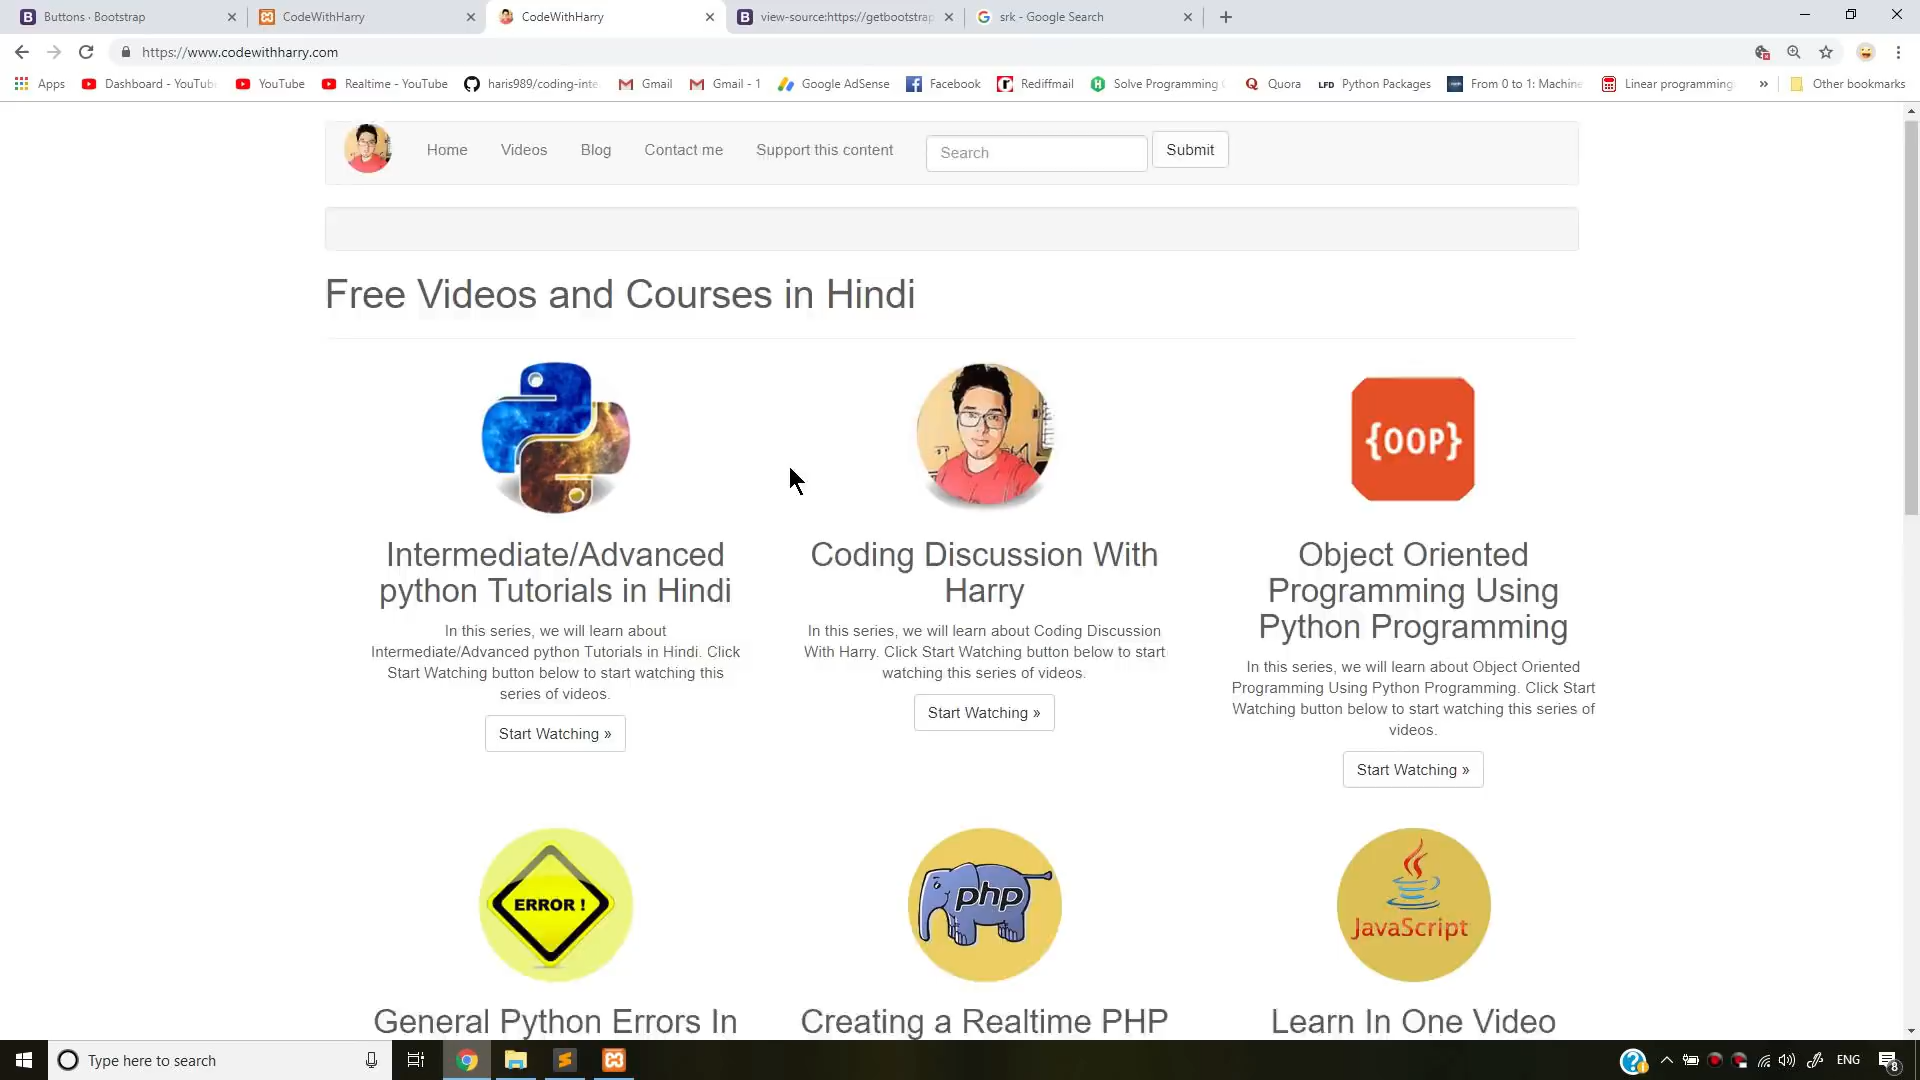 Buttons · Bootstrap
CodeWithHarry
CodeWithHarry
view-source:https://getbootstrap
srk - Google Search
https://www.codewithharry.com
Apps
Dashboard - YouTube
YouTube
Realtime - YouTube
haris989/coding-inte
Gmail
Gmail - 1
Google AdSense
Facebook
Rediffmail
Solve Programming
Quora
LFD Python Packages
From 0 to 1: Machine
Linear programming
»
Other bookmarks
Home
Videos
Blog
Contact me
Support this content
Search
Submit
Free Videos and Courses in Hindi
{OOP}
Intermediate/Advanced
python Tutorials in Hindi
In this series, we will learn about
Intermediate/Advanced python Tutorials in Hindi. Click
Start Watching button below to start watching this
series of videos.
Start Watching »
Coding Discussion With
Harry
In this series, we will learn about Coding Discussion
With Harry. Click Start Watching button below to start
watching this series of videos.
Start Watching »
Object Oriented
Programming Using
Python Programming
In this series, we will learn about Object Oriented
Programming Using Python Programming. Click Start
Watching button below to start watching this series of
videos.
Start Watching »
ERROR !
php
JavaScript
General Python Errors In
Creating a Realtime PHP
Learn In One Video
Type here to search
ENG
8